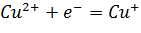 Cu²⁺ + e⁻ = Cu⁺